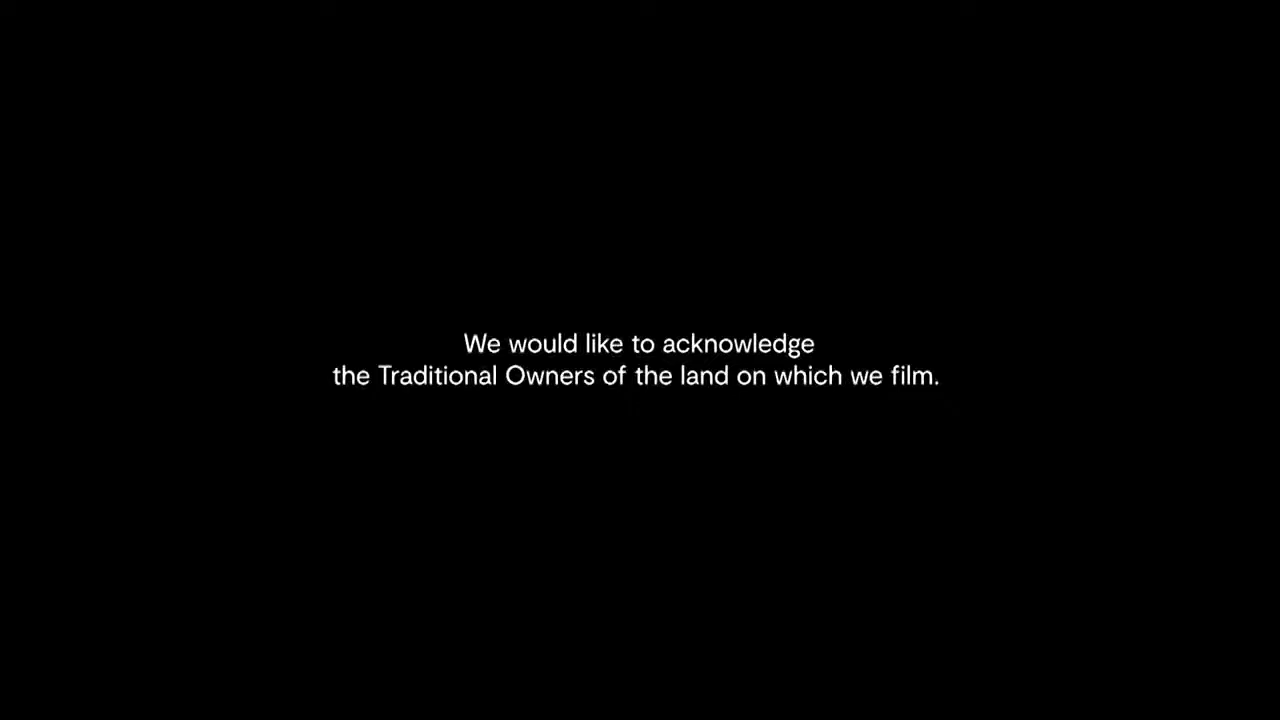 We would like to acknowledge
the Traditional Owners of the land on which we film.